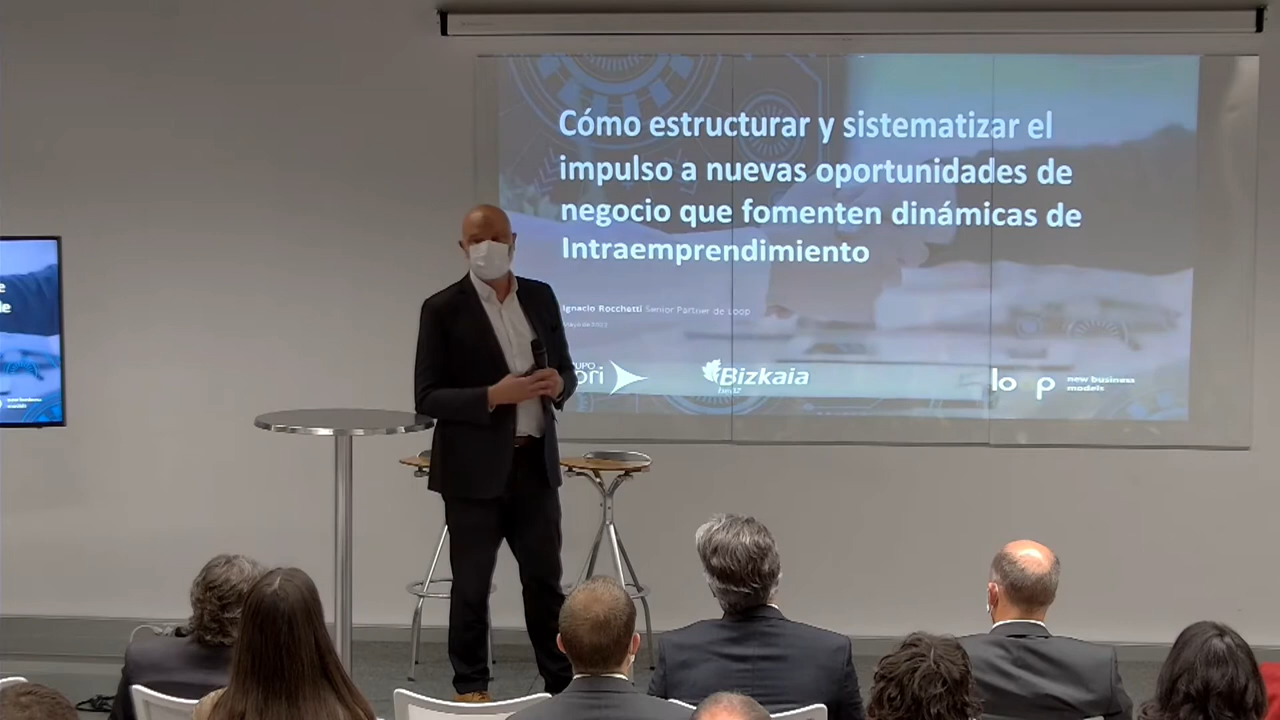 Cómo estructurar y sistematizar el
impulso a nuevas oportunidades de
negocio que fomenten dinámicas de
Intraemprendimiento
Ignacio Rocchetti Senior Partner de Loop
Bizkaia
beaz
new business
models